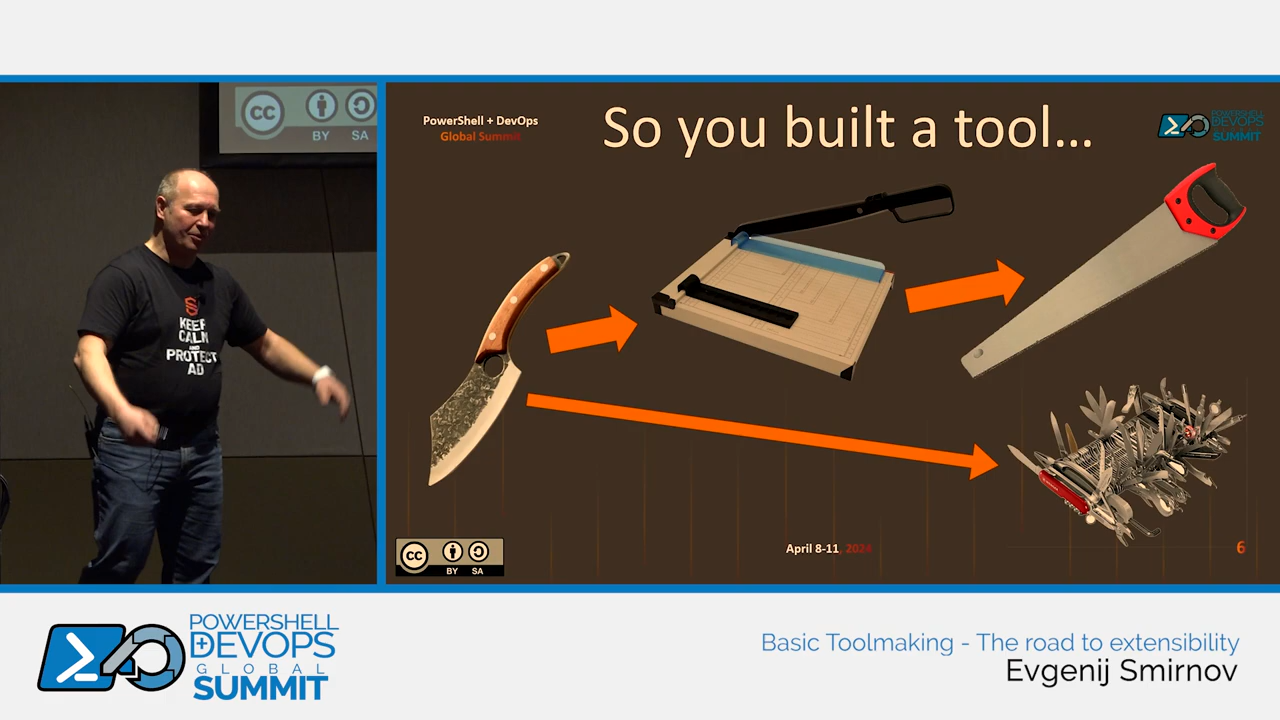 CC
BY SA
KEEP
CALM
AND
PROTECT
AD
PowerShell + DevOps
Global Summit
So you built a tool...
POWERSHELL
DEVOPS
SUMMIT
April 8-11, 2024
6
CC
BY SA
POWERSHELL
+DEVOPS
GLOBAL
SUMMIT
Basic Toolmaking - The road to extensibility
Evgenij Smirnov